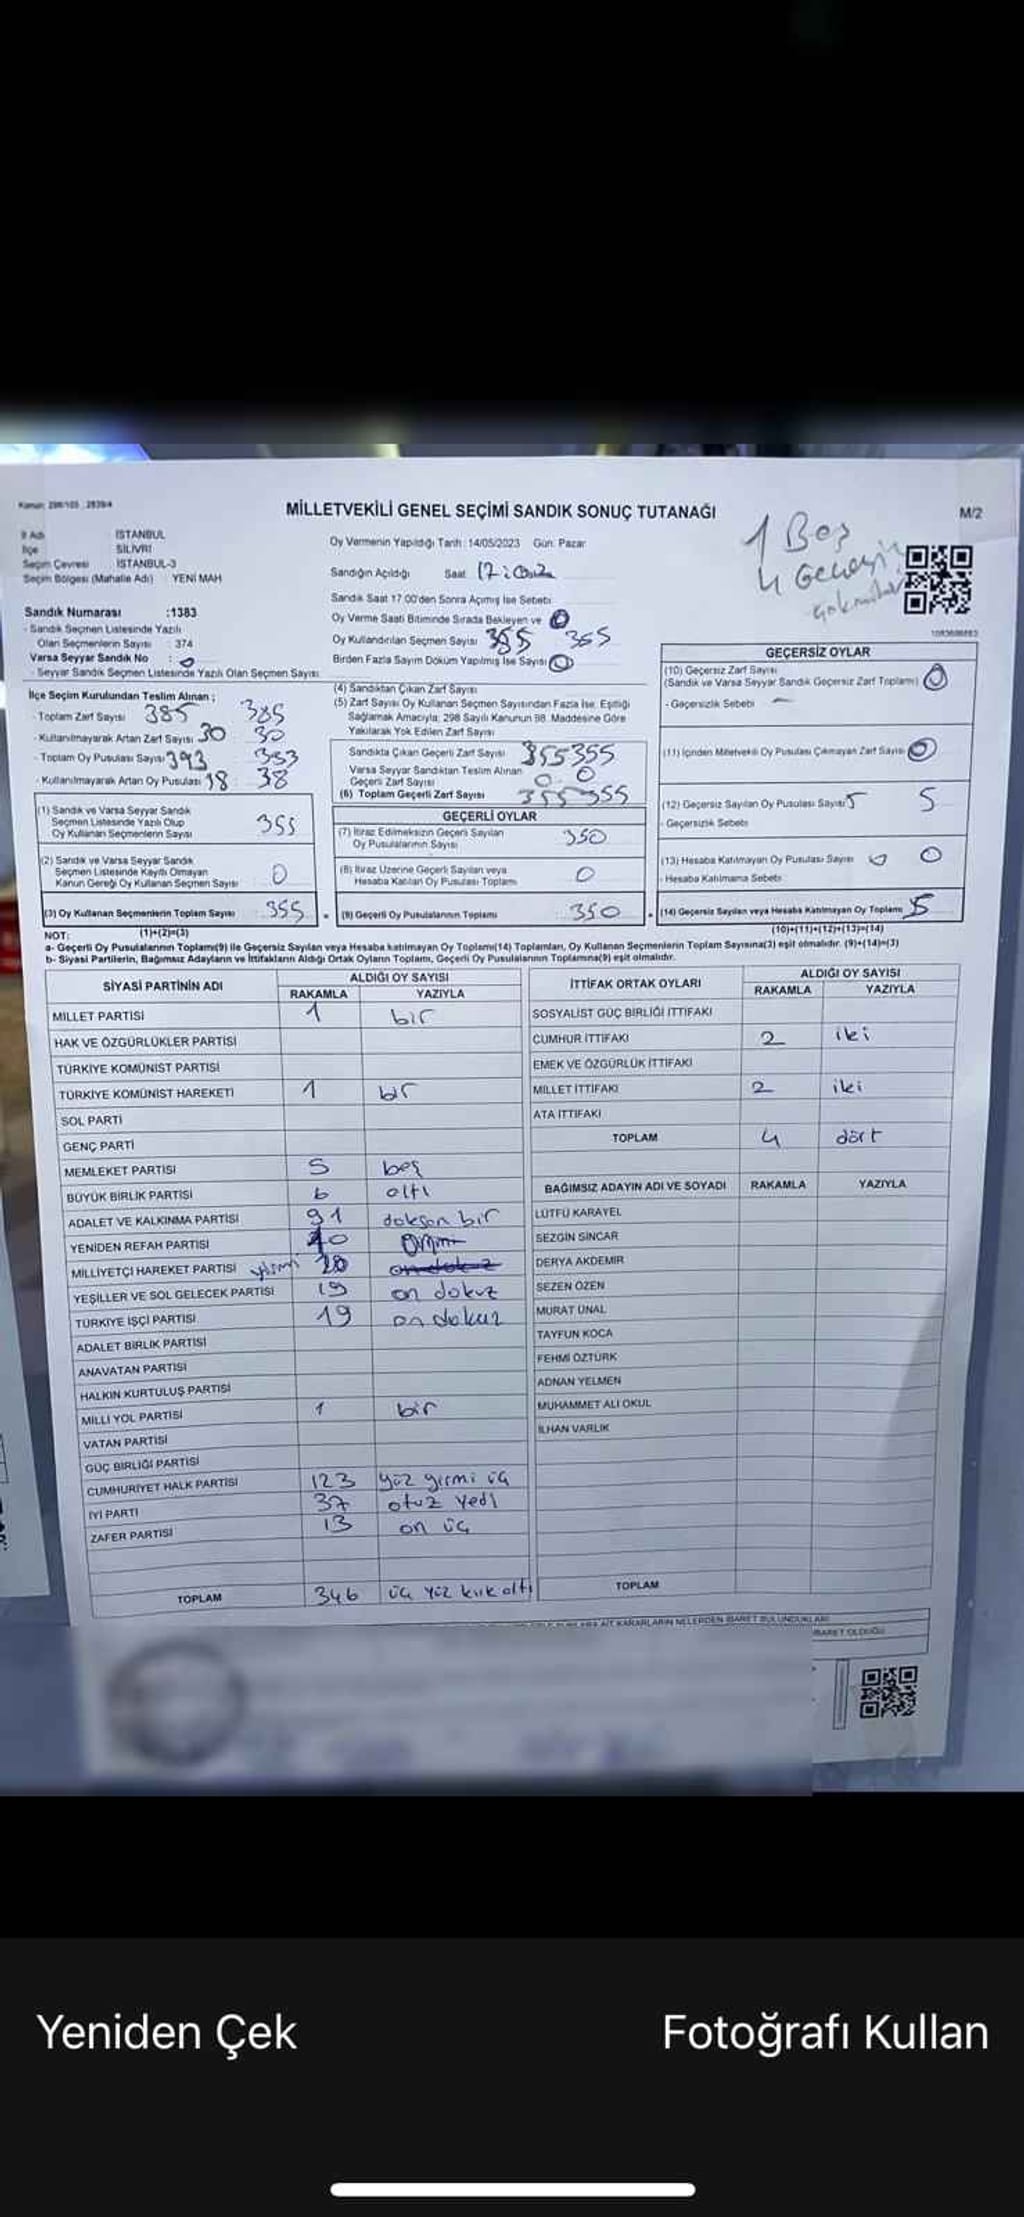 MİLLETVEKİLİ GENEL SEÇİMİ SANDIK SONUÇ TUTANAĞI
M/2
1 Boş
4 Geçersiz
İl Adı İSTANBUL
İlçe SİLİVRİ
Seçim Çevresi İSTANBUL-3
Seçim Bölgesi (Mahalle Adı) YENİ MAH
Sandık Numarası :1383
- Sandık Seçmen Listesinde Yazılı
Olan Seçmenlerin Sayısı : 374
Varsa Seyyar Sandık No : 0
- Seyyar Sandık Seçmen Listesinde Yazılı Olan Seçmen Sayısı
Oy Vermenin Yapıldığı Tarih: 14/05/2023 Gün: Pazar
Sandığın Açıldığı Saat 17:02
Sandık Saat 17.00'den Sonra Açımış İse Sebebi
Oy Verme Saati Bitiminde Sırada Bekleyen ve 0
Oy Kullandırılan Seçmen Sayısı 355 355
Birden Fazla Sayım Döküm Yapılmış İse Sayısı 0
İlçe Seçim Kurulundan Teslim Alınan ;
- Toplam Zarf Sayısı 385 385
- Kullanılmayarak Artan Zarf Sayısı 30 30
- Toplam Oy Pusulası Sayısı 393 393
- Kullanılmayarak Artan Oy Pusulası 38 38
(1) Sandık ve Varsa Seyyar Sandık
Seçmen Listesinde Yazılı Olup
Oy Kullanan Seçmenlerin Sayısı 355
(2) Sandık ve Varsa Seyyar Sandık
Seçmen Listesinde Kayıtlı Olmayan
Kanun Gereği Oy Kullanan Seçmen Sayısı 0
(3) Oy Kullanan Seçmenlerin Toplam Sayısı 355
(1)+(2)=(3)
(4) Sandıktan Çıkan Zarf Sayısı
(5) Zarf Sayısı Oy Kullanan Seçmen Sayısından Fazla İse, Eşitliği
Sağlamak Amacıyla, 298 Sayılı Kanunun 98. Maddesine Göre
Yakılarak Yok Edilen Zarf Sayısı
Sandıkta Çıkan Geçerli Zarf Sayısı 355 355
Varsa Seyyar Sandıktan Teslim Alınan
Geçerli Zarf Sayısı 0 0
(6) Toplam Geçerli Zarf Sayısı 355 355
GEÇERLİ OYLAR
(7) İtiraz Edilmeksizin Geçerli Sayılan
Oy Pusulalarının Sayısı 350
(8) İtiraz Üzerine Geçerli Sayılan veya
Hesaba Katılan Oy Pusulası Toplamı 0
(9) Geçerli Oy Pusulalarının Toplamı 350
GEÇERSİZ OYLAR
(10) Geçersiz Zarf Sayısı
(Sandık ve Varsa Seyyar Sandık Geçersiz Zarf Toplamı) 0
- Geçersizlik Sebebi -
(11) İçinden Milletvekili Oy Pusulası Çıkmayan Zarf Sayısı 0
(12) Geçersiz Sayılan Oy Pusulası Sayısı 5 5
- Geçersizlik Sebebi
(13) Hesaba Katılmayan Oy Pusulası Sayısı 0 0
- Hesaba Katılmama Sebebi
(14) Geçersiz Sayılan veya Hesaba Katılmayan Oy Toplamı 5
(10)+(11)+(12)+(13)=(14)
NOT:
a- Geçerli Oy Pusulalarının Toplamı(9) ile Geçersiz Sayılan veya Hesaba katılmayan Oy Toplamı(14) Toplamları, Oy Kullanan Seçmenlerin Toplam Sayısına(3) eşit olmalıdır. (9)+(14)=(3)
b- Siyasi Partilerin, Bağımsız Adayların ve İttifakların Aldığı Ortak Oyların Toplamı, Geçerli Oy Pusulalarının Toplamına(9) eşit olmalıdır.
SİYASİ PARTİNİN ADI ALDIĞI OY SAYISI
RAKAMLA YAZIYLA
MİLLET PARTİSİ 1 bir
HAK VE ÖZGÜRLÜKLER PARTİSİ
TÜRKİYE KOMÜNİST PARTİSİ
TÜRKİYE KOMÜNİST HAREKETİ 1 bir
SOL PARTİ
GENÇ PARTİ
MEMLEKET PARTİSİ 5 beş
BÜYÜK BİRLİK PARTİSİ 6 altı
ADALET VE KALKINMA PARTİSİ 91 doksan bir
YENİDEN REFAH PARTİSİ 10
MİLLİYETÇİ HAREKET PARTİSİ yirmi 20 on dokuz
YEŞİLLER VE SOL GELECEK PARTİSİ 19 on dokuz
TÜRKİYE İŞÇİ PARTİSİ 19 on dokuz
ADALET BİRLİK PARTİSİ
ANAVATAN PARTİSİ
HALKIN KURTULUŞ PARTİSİ
MİLLİ YOL PARTİSİ 1 bir
VATAN PARTİSİ
GÜÇ BİRLİĞİ PARTİSİ
CUMHURİYET HALK PARTİSİ 123 yüz yirmi üç
İYİ PARTİ 37 otuz yedi
ZAFER PARTİSİ 13 on üç
TOPLAM 346 üç yüz kırk altı
İTTİFAK ORTAK OYLARI ALDIĞI OY SAYISI
RAKAMLA YAZIYLA
SOSYALİST GÜÇ BİRLİĞİ İTTİFAKI
CUMHUR İTTİFAKI 2 iki
EMEK VE ÖZGÜRLÜK İTTİFAKI
MİLLET İTTİFAKI 2 iki
ATA İTTİFAKI
TOPLAM 4 dört
BAĞIMSIZ ADAYIN ADI VE SOYADI RAKAMLA YAZIYLA
LÜTFÜ KARAYEL
SEZGİN SİNCAR
DERYA AKDEMİR
SEZEN ÖZEN
MURAT ÜNAL
TAYFUN KOCA
FEHMİ ÖZTÜRK
ADNAN YELMEN
MUHAMMET ALİ OKUL
İLHAN VARLIK
TOPLAM
Yeniden Çek
Fotoğrafı Kullan